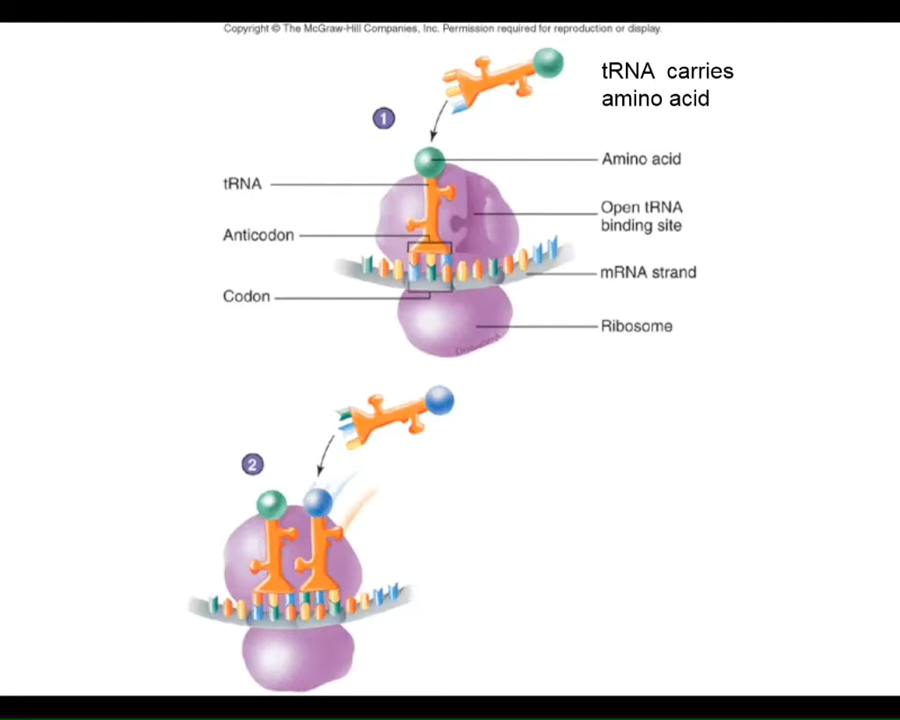 Copyright © The McGraw-Hill Companies, Inc. Permission required for reproduction or display.
tRNA carries
amino acid
1
Amino acid
tRNA
Open tRNA
binding site
Anticodon
mRNA strand
Codon
Ribosome
2